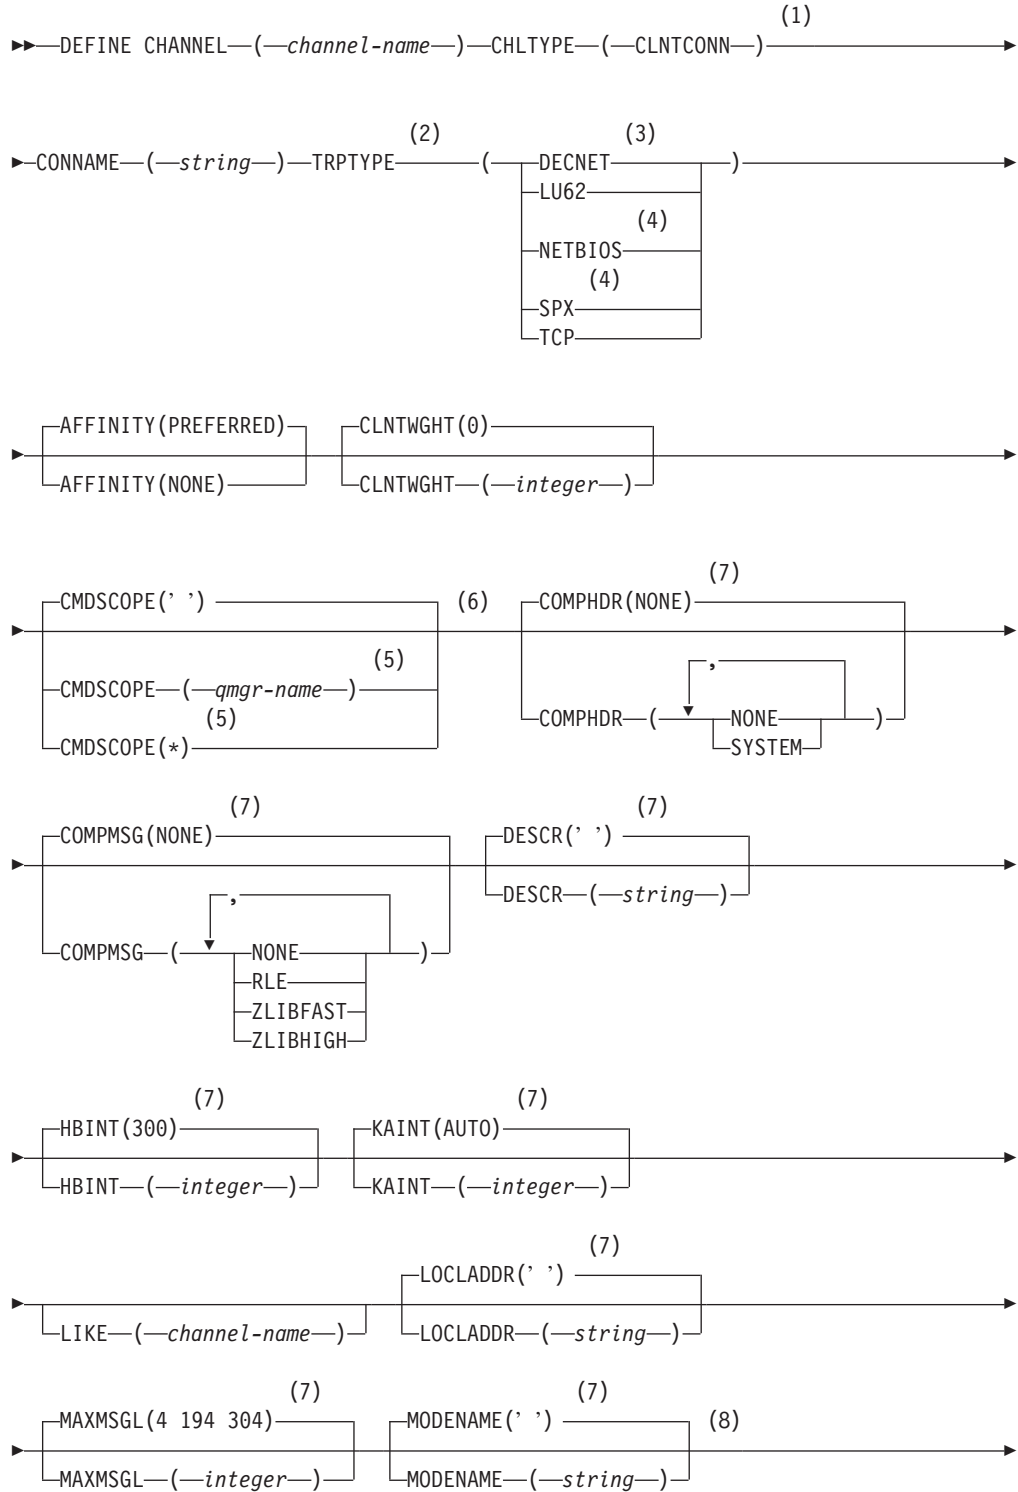 (1)
DEFINE CHANNEL ( channel-name ) CHLTYPE ( CLNTCONN )
(2) (3)
CONNAME ( string ) TRPTYPE ( DECNET )
LU62
(4)
NETBIOS
(4)
SPX
TCP
AFFINITY(PREFERRED) CLNTWGHT(0)
AFFINITY(NONE) CLNTWGHT ( integer )
(7)
CMDSCOPE(’ ’) (6) COMPHDR(NONE)
(5) ,
CMDSCOPE ( qmgr-name )
(5) COMPHDR ( NONE )
CMDSCOPE(*) SYSTEM
(7) (7)
COMPMSG(NONE) DESCR(’ ’)
, DESCR ( string )
COMPMSG ( NONE )
RLE
ZLIBFAST
ZLIBHIGH
(7) (7)
HBINT(300) KAINT(AUTO)
HBINT ( integer ) KAINT ( integer )
(7)
LOCLADDR(’ ’)
LIKE ( channel-name ) LOCLADDR ( string )
(7) (7)
MAXMSGL(4 194 304) MODENAME(’ ’) (8)
MAXMSGL ( integer ) MODENAME ( string )